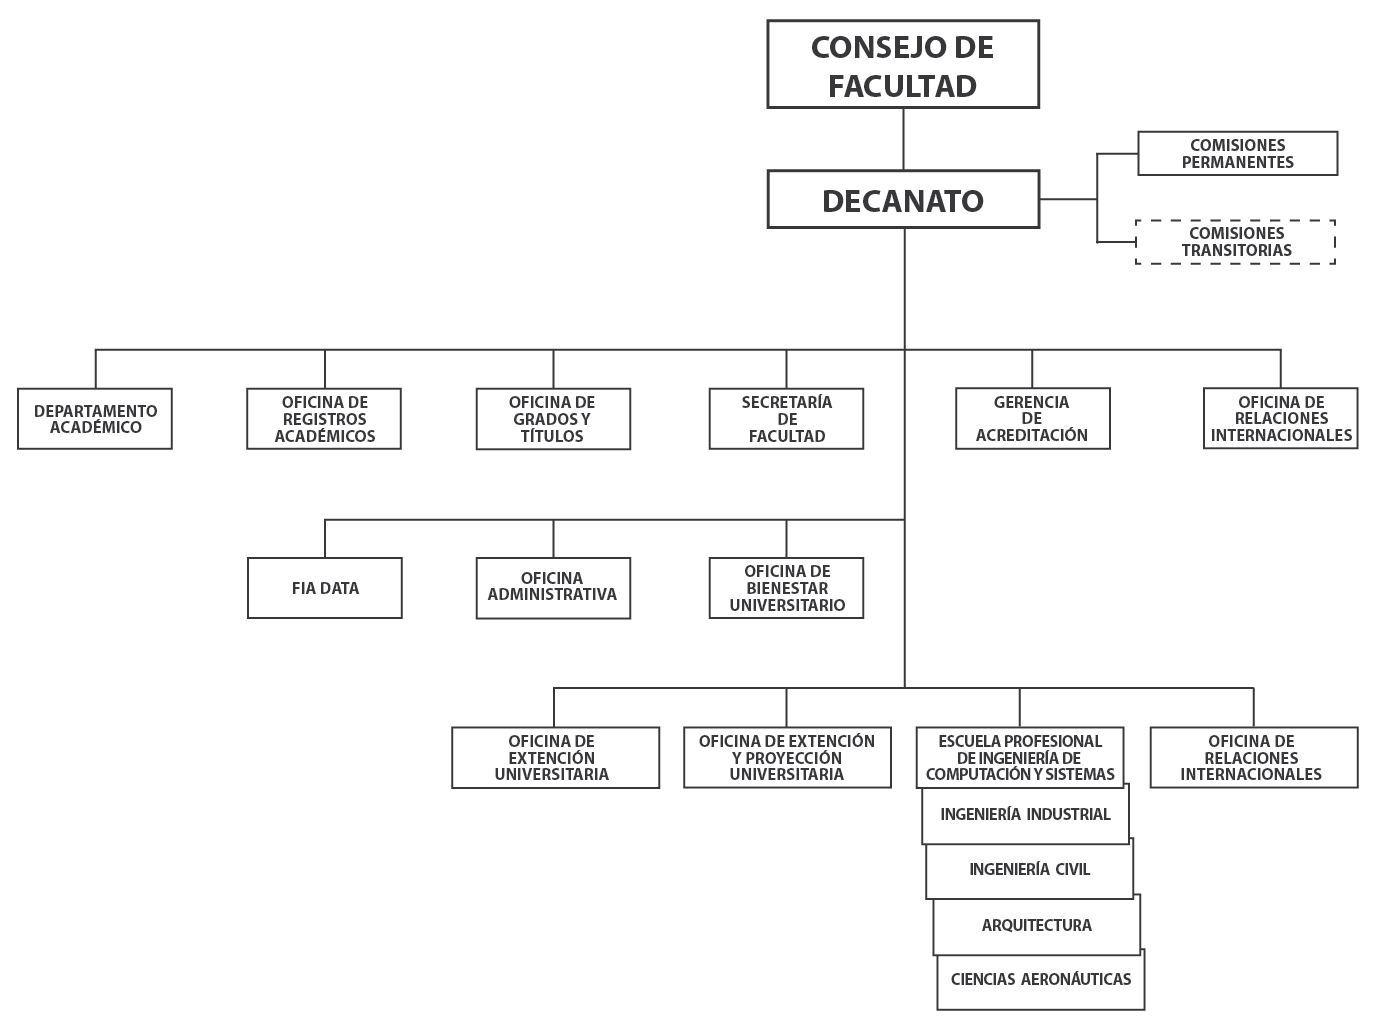 CONSEJO DE
FACULTAD
DECANATO
COMISIONES
PERMANENTES
COMISIONES
TRANSITORIAS
DEPARTAMENTO
ACADÉMICO
OFICINA DE
REGISTROS
ACADÉMICOS
OFICINA DE
GRADOS Y
TÍTULOS
SECRETARÍA
DE
FACULTAD
GERENCIA
DE
ACREDITACIÓN
OFICINA DE
RELACIONES
INTERNACIONALES
FIA DATA
OFICINA
ADMINISTRATIVA
OFICINA DE
BIENESTAR
UNIVERSITARIO
OFICINA DE
EXTENCIÓN
UNIVERSITARIA
OFICINA DE EXTENCIÓN
Y PROYECCIÓN
UNIVERSITARIA
ESCUELA PROFESIONAL
DE INGENIERÍA DE
COMPUTACIÓN Y SISTEMAS
INGENIERÍA INDUSTRIAL
INGENIERÍA CIVIL
ARQUITECTURA
CIENCIAS AERONÁUTICAS
OFICINA DE
RELACIONES
INTERNACIONALES